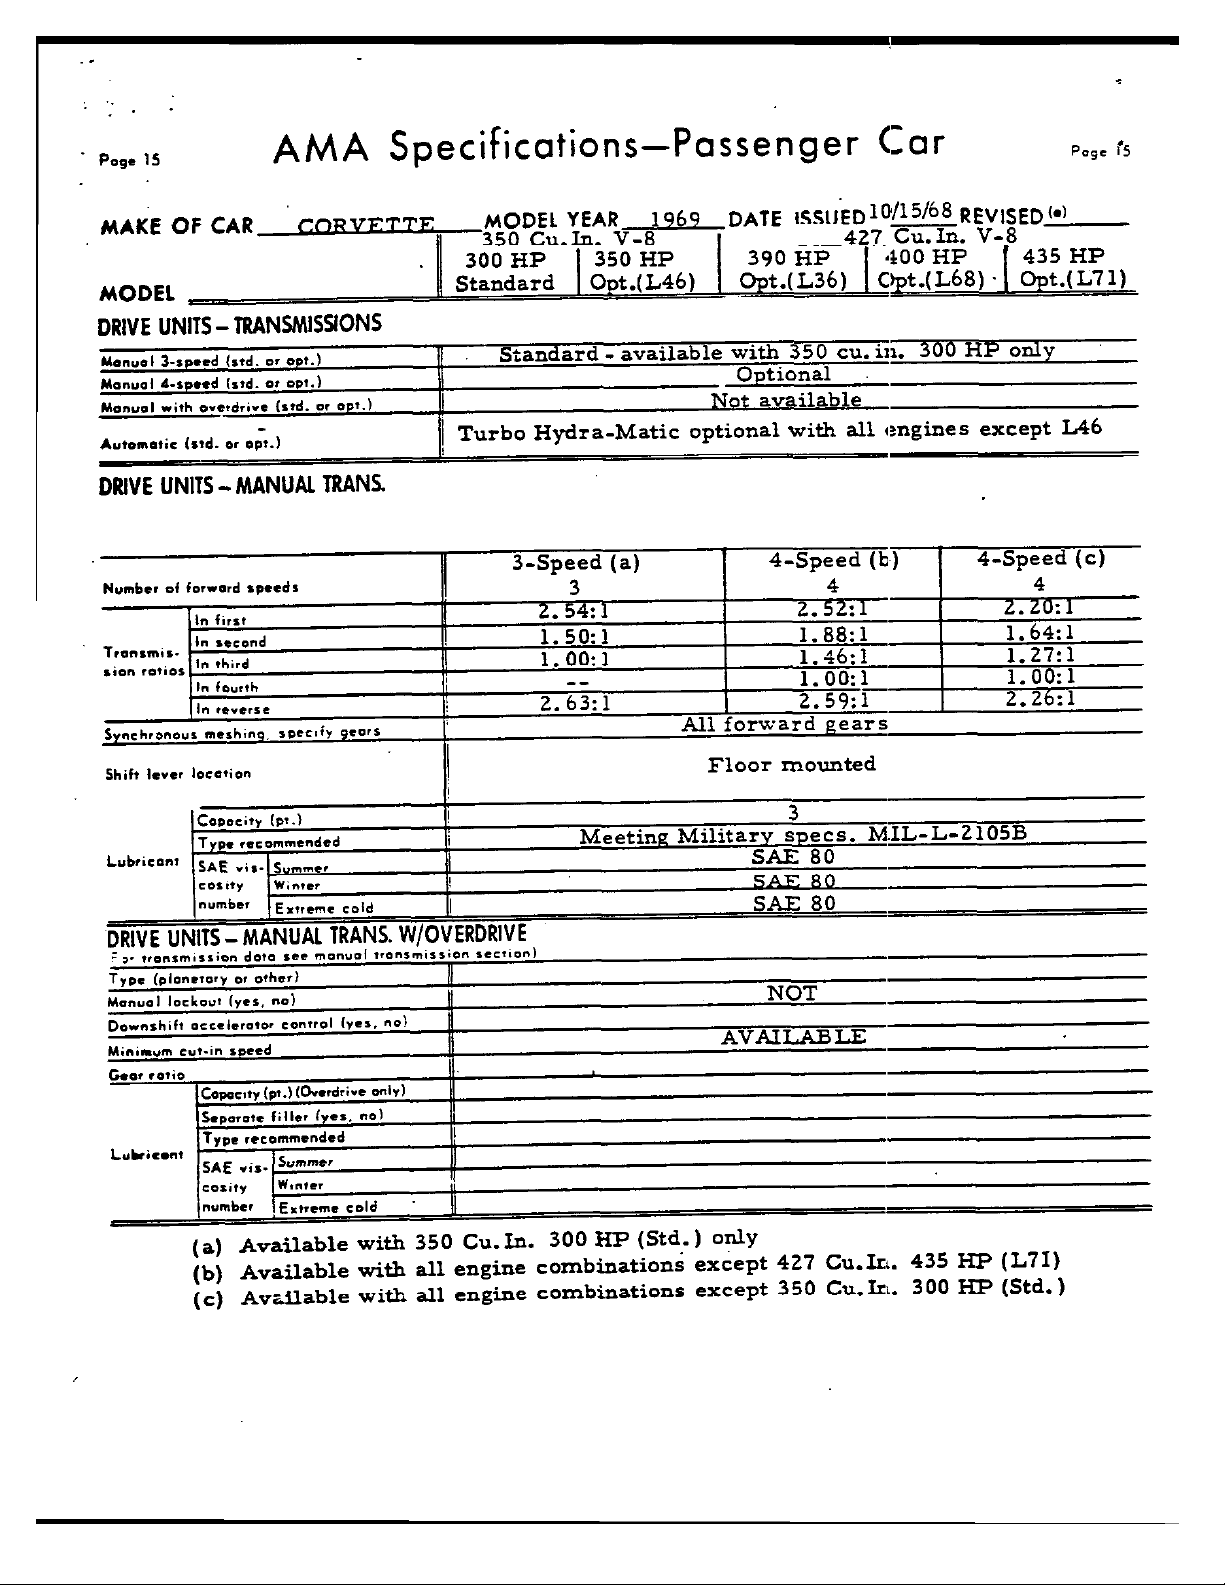 Page 15 AMA Specifications—Passenger Car Page 15
MAKE OF CAR CORVETTE MODEL YEAR 1969 DATE ISSUED 10/15/68 REVISED (•)
350 Cu. In. V-8 427 Cu. In. V-8
300 HP 350 HP 390 HP 400 HP 435 HP
MODEL Standard Opt.(L46) Opt.(L36) Opt.(L68) Opt.(L71)
DRIVE UNITS – TRANSMISSIONS
Manual 3-speed (std. or opt.) Standard - available with 350 cu. in. 300 HP only
Manual 4-speed (std. or opt.) Optional
Manual with overdrive (std. or opt.) Not available
Automatic (std. or opt.) Turbo Hydra-Matic optional with all engines except L46
DRIVE UNITS – MANUAL TRANS.
3-Speed (a) 4-Speed (b) 4-Speed (c)
Number of forward speeds 3 4 4
Transmis-
sion ratios
In first 2.54:1 2.52:1 2.20:1
In second 1.50:1 1.88:1 1.64:1
In third 1.00:1 1.46:1 1.27:1
In fourth -- 1.00:1 1.00:1
In reverse 2.63:1 2.59:1 2.26:1
Synchronous meshing, specify gears All forward gears
Shift lever location Floor mounted
Lubricant
Capacity (pt.) 3
Type recommended Meeting Military specs. MIL-L-2105B
SAE vis- Summer SAE 80
cosity Winter SAE 80
number Extreme cold SAE 80
DRIVE UNITS – MANUAL TRANS. W/OVERDRIVE
For transmission data see manual transmission section)
Type (planetary or other)
Manual lockout (yes, no) NOT
Downshift accelerator control (yes, no)
Minimum cut-in speed AVAILABLE
Gear ratio
Lubricant
Capacity (pt.) (Overdrive only)
Separate filler (yes, no)
Type recommended
SAE vis- Summer
cosity Winter
number Extreme cold
(a) Available with 350 Cu. In. 300 HP (Std.) only
(b) Available with all engine combinations except 427 Cu. In. 435 HP (L7I)
(c) Available with all engine combinations except 350 Cu. In. 300 HP (Std.)